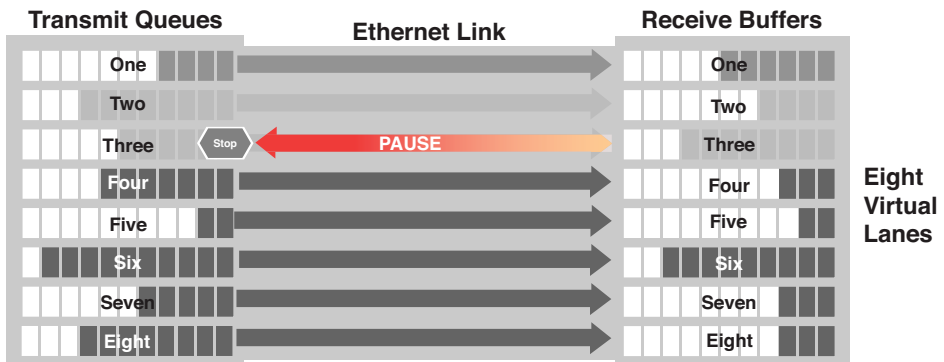 Transmit Queues
Ethernet Link
Receive Buffers
One
One
Two
Two
Three
Stop
PAUSE
Three
Four
Four
Five
Five
Six
Six
Seven
Seven
Eight
Eight
Eight
Virtual
Lanes